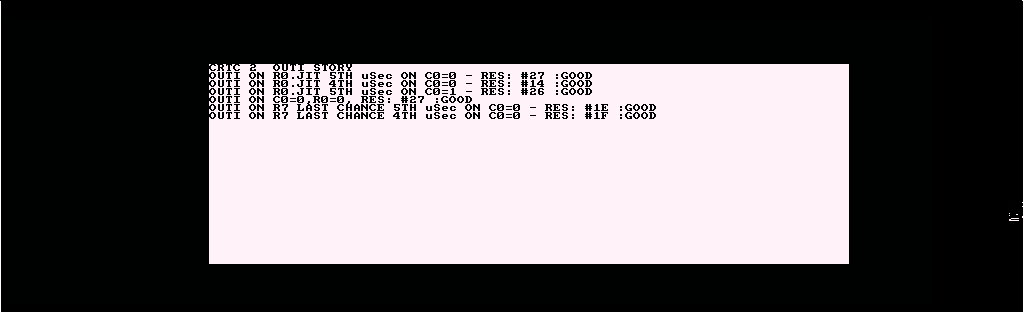 CRTC 2  OUTI STORY
OUTI ON R0.JIT 5TH uSec ON C0=0 - RES: #27 :GOOD
OUTI ON R0.JIT 4TH uSec ON C0=0 - RES: #14 :GOOD
OUTI ON R0.JIT 5TH uSec ON C0=1 - RES: #26 :GOOD
OUTI ON C0=0,R0=0, RES: #27 :GOOD
OUTI ON R7 LAST CHANCE 5TH uSec ON C0=0 - RES: #1E :GOOD
OUTI ON R7 LAST CHANCE 4TH uSec ON C0=0 - RES: #1F :GOOD